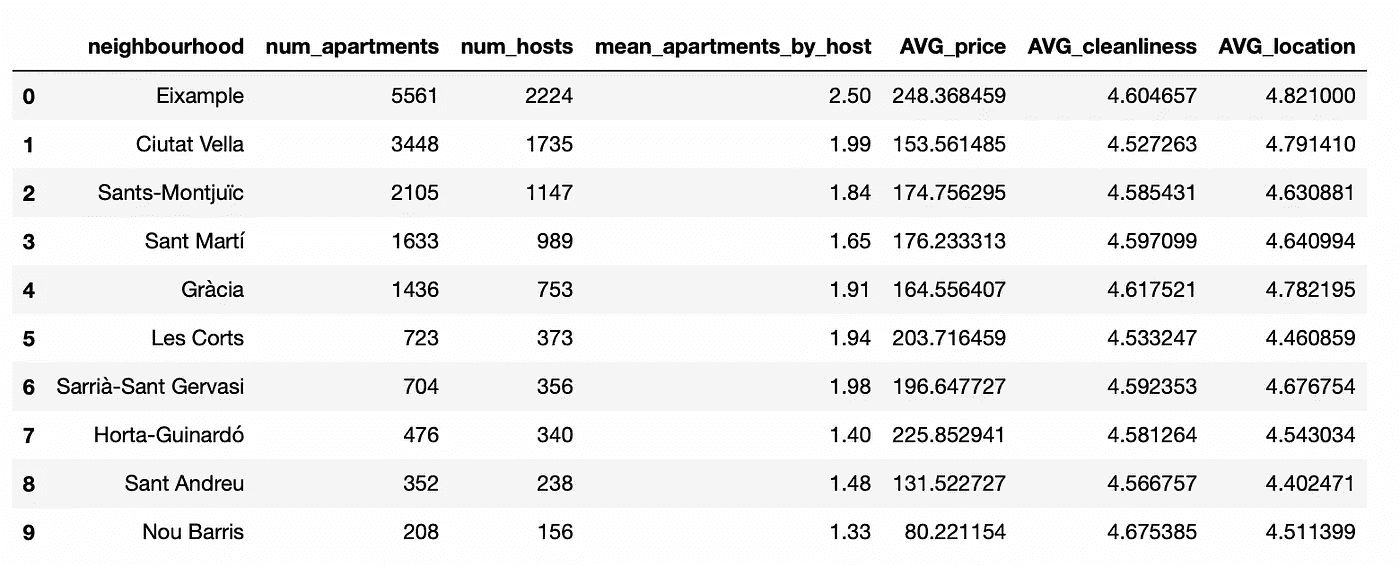 neighbourhood num_apartments num_hosts mean_apartments_by_host AVG_price AVG_cleanliness AVG_location
0 Eixample 5561 2224 2.50 248.368459 4.604657 4.821000
1 Ciutat Vella 3448 1735 1.99 153.561485 4.527263 4.791410
2 Sants-Montjuïc 2105 1147 1.84 174.756295 4.585431 4.630881
3 Sant Martí 1633 989 1.65 176.233313 4.597099 4.640994
4 Gràcia 1436 753 1.91 164.556407 4.617521 4.782195
5 Les Corts 723 373 1.94 203.716459 4.533247 4.460859
6 Sarrià-Sant Gervasi 704 356 1.98 196.647727 4.592353 4.676754
7 Horta-Guinardó 476 340 1.40 225.852941 4.581264 4.543034
8 Sant Andreu 352 238 1.48 131.522727 4.566757 4.402471
9 Nou Barris 208 156 1.33 80.221154 4.675385 4.511399